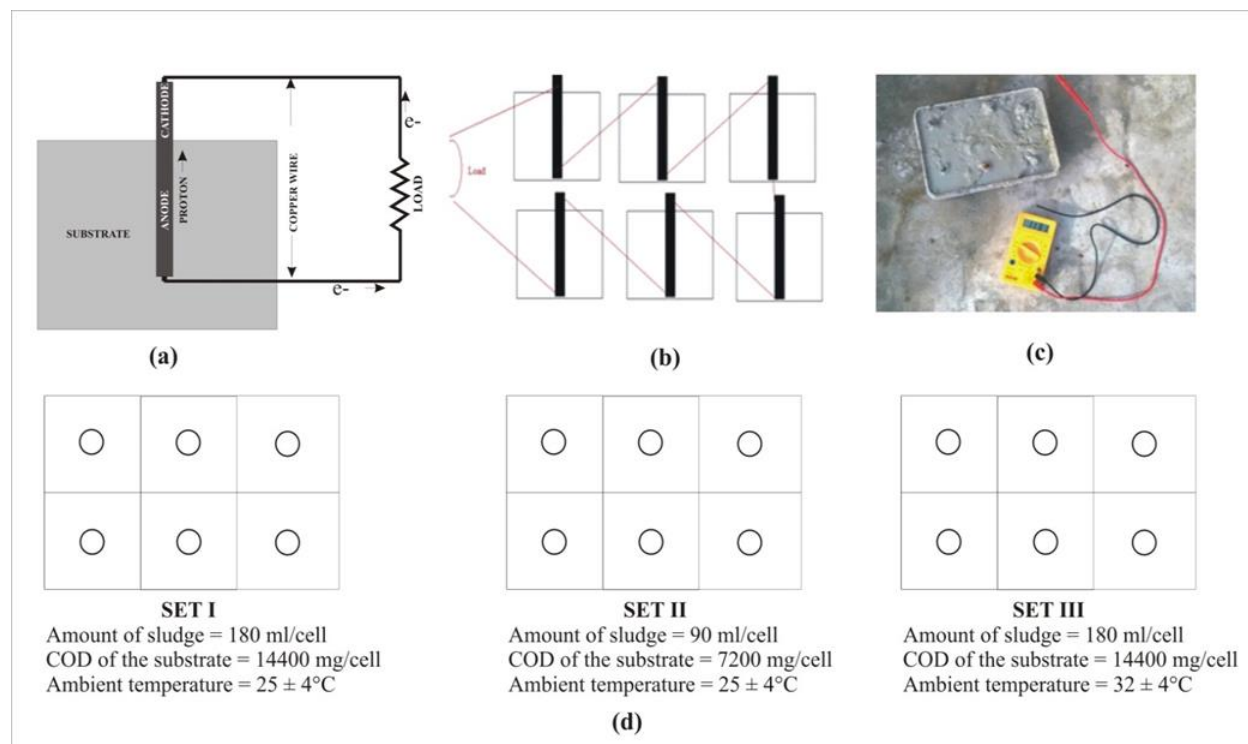 CATHODE
ANODE
PROTON
SUBSTRATE
COPPER WIRE
LOAD
e-
e-
(a)
Load
(b)
(c)
SET I
Amount of sludge = 180 ml/cell
COD of the substrate = 14400 mg/cell
Ambient temperature = 25 ± 4°C
SET II
Amount of sludge = 90 ml/cell
COD of the substrate = 7200 mg/cell
Ambient temperature = 25 ± 4°C
SET III
Amount of sludge = 180 ml/cell
COD of the substrate = 14400 mg/cell
Ambient temperature = 32 ± 4°C
(d)